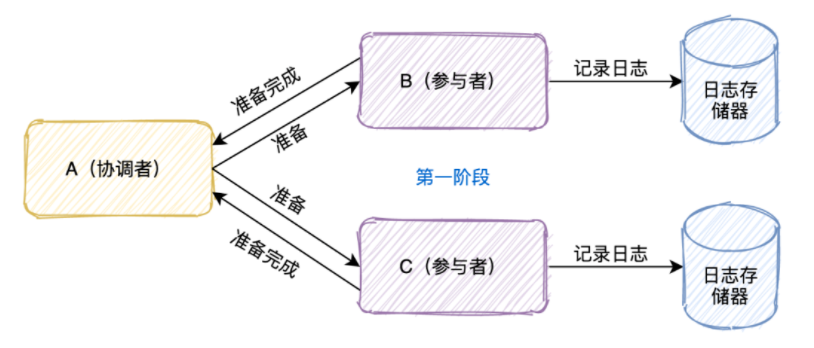 B（参与者）
记录日志
日志存
储器
准备完成
准备
A（协调者）
第一阶段
准备
准备完成
C（参与者）
记录日志
日志存
储器